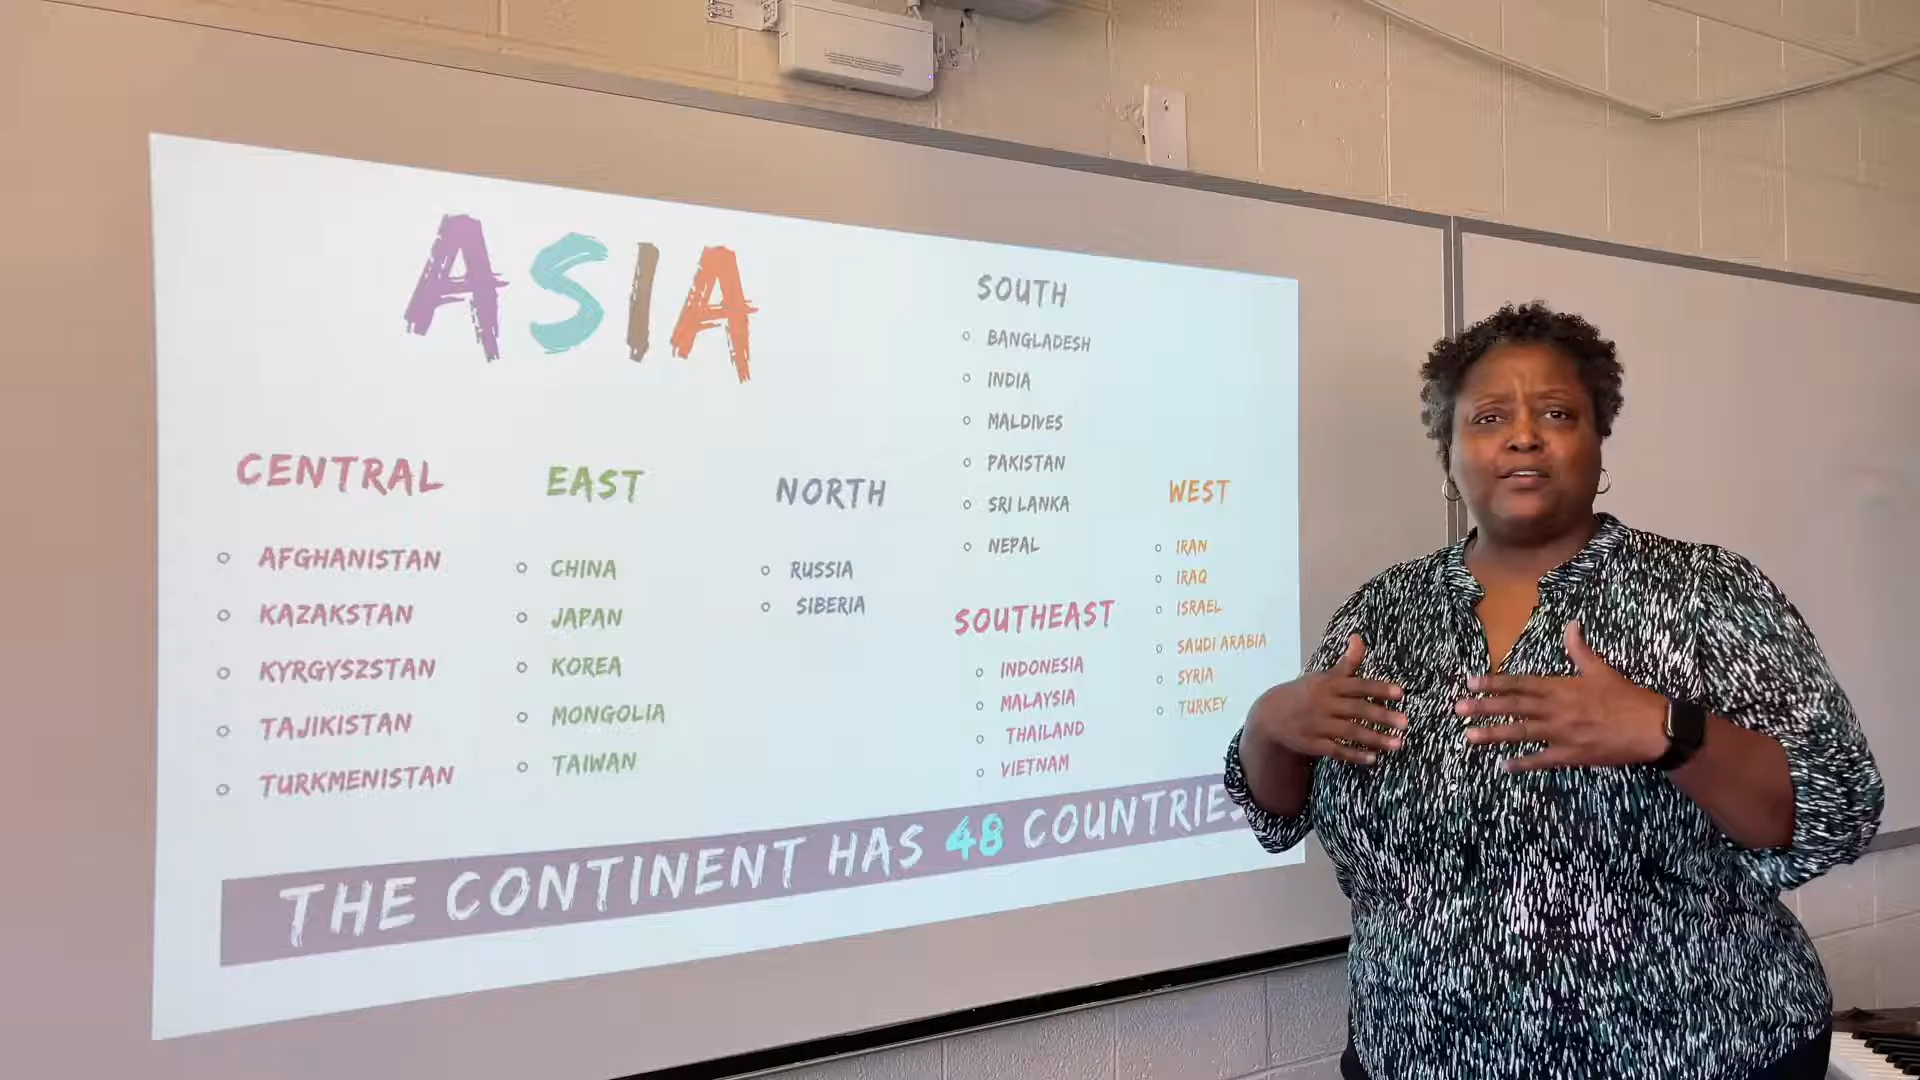 ASIA
CENTRAL
AFGHANISTAN
KAZAKSTAN
KYRGYSZSTAN
TAJIKISTAN
TURKMENISTAN
EAST
CHINA
JAPAN
KOREA
MONGOLIA
TAIWAN
NORTH
RUSSIA
SIBERIA
SOUTH
BANGLADESH
INDIA
MALDIVES
PAKISTAN
SRI LANKA
NEPAL
SOUTHEAST
INDONESIA
MALAYSIA
THAILAND
VIETNAM
WEST
IRAN
IRAQ
ISRAEL
SAUDI ARABIA
SYRIA
TURKEY
THE CONTINENT HAS 48 COUNTRIES